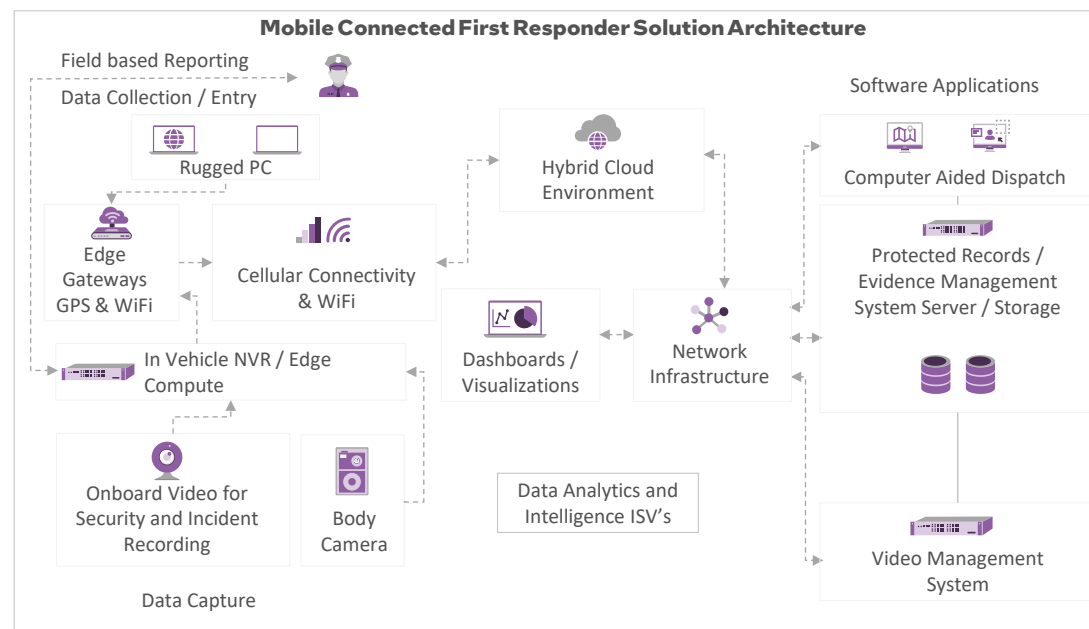 Mobile Connected First Responder Solution Architecture
Field based Reporting
Data Collection / Entry
Rugged PC
Edge
Gateways
GPS & WiFi
Cellular Connectivity
& WiFi
In Vehicle NVR / Edge
Compute
Onboard Video for
Security and Incident
Recording
Body
Camera
Data Capture
Hybrid Cloud
Environment
Dashboards /
Visualizations
Network
Infrastructure
Data Analytics and
Intelligence ISV's
Software Applications
Computer Aided Dispatch
Protected Records /
Evidence Management
System Server / Storage
Video Management
System